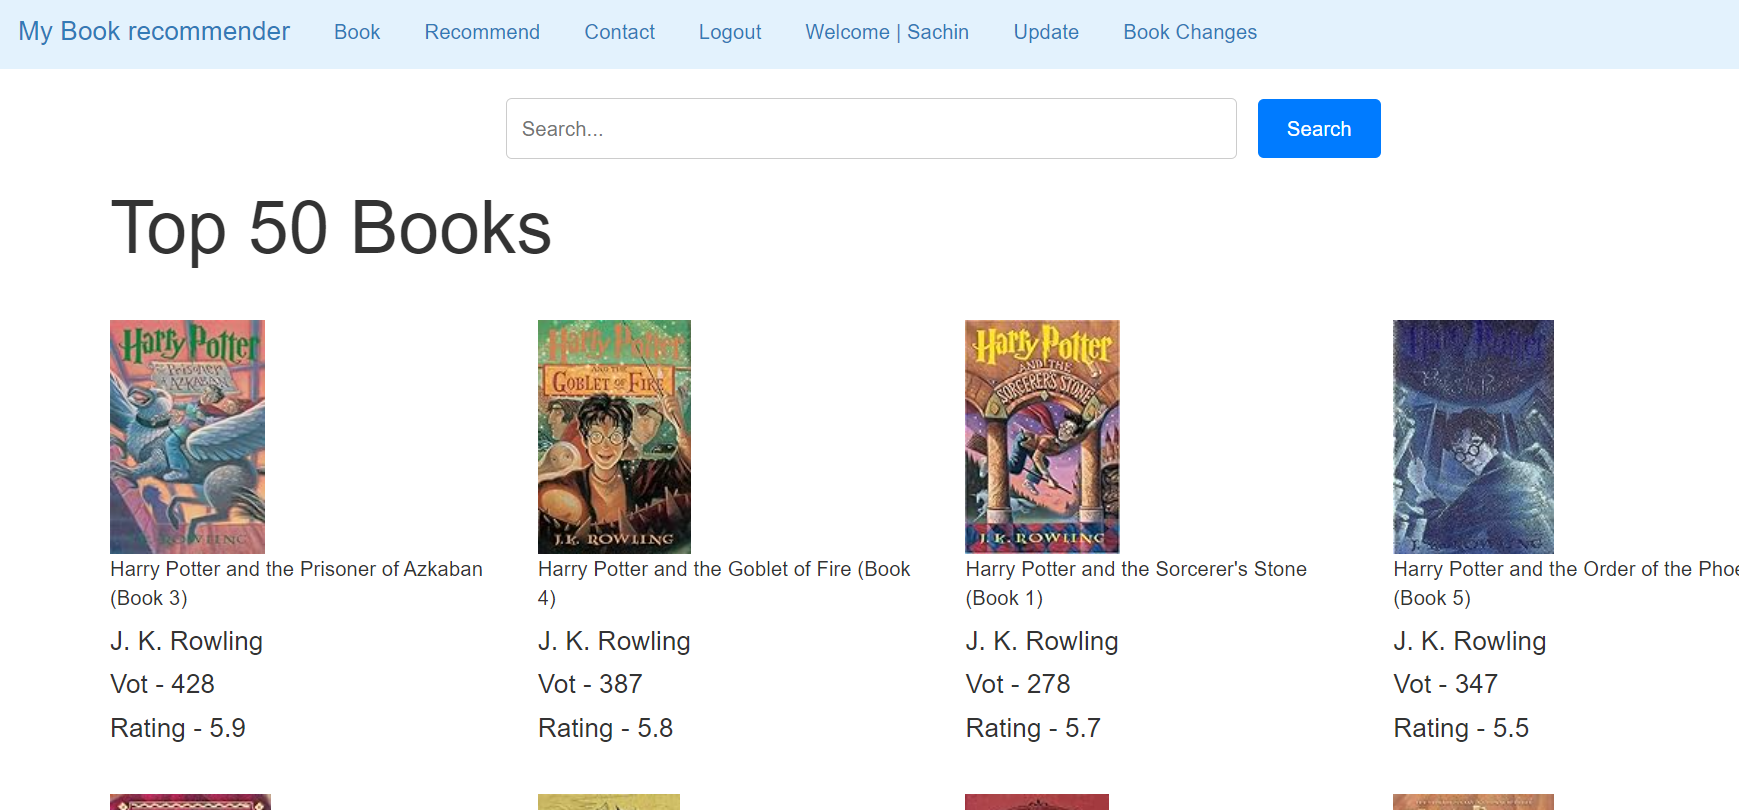 My Book recommender Book Recommend Contact Logout Welcome | Sachin Update Book Changes
Search... Search
Top 50 Books
Harry Potter
and the
Prisoner
of AZKABAN
J.K. ROWLING
Harry Potter and the Prisoner of Azkaban
(Book 3)
J. K. Rowling
Vot - 428
Rating - 5.9
Harry Potter
AND THE
GOBLET OF FIRE
J.K. ROWLING
Harry Potter and the Goblet of Fire (Book
4)
J. K. Rowling
Vot - 387
Rating - 5.8
Harry Potter
AND THE
SORCERER'S STONE
J.K. ROWLING
Harry Potter and the Sorcerer's Stone
(Book 1)
J. K. Rowling
Vot - 278
Rating - 5.7
Harry Potter
Harry Potter and the Order of the Phoe
(Book 5)
J. K. Rowling
Vot - 347
Rating - 5.5